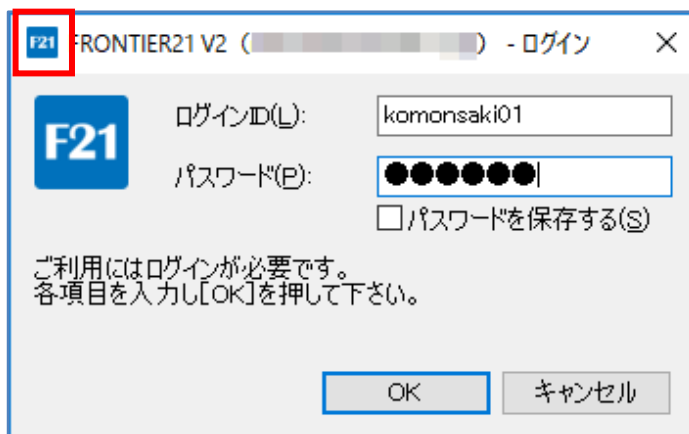 F21 FRONTIER21 V2 ( ) - ログイン
F21
ログインID(L):
komonsaki01
パスワード(P):
●●●●●●
パスワードを保存する(S)
ご利用にはログインが必要です。
各項目を入力し[OK]を押して下さい。
OK
キャンセル